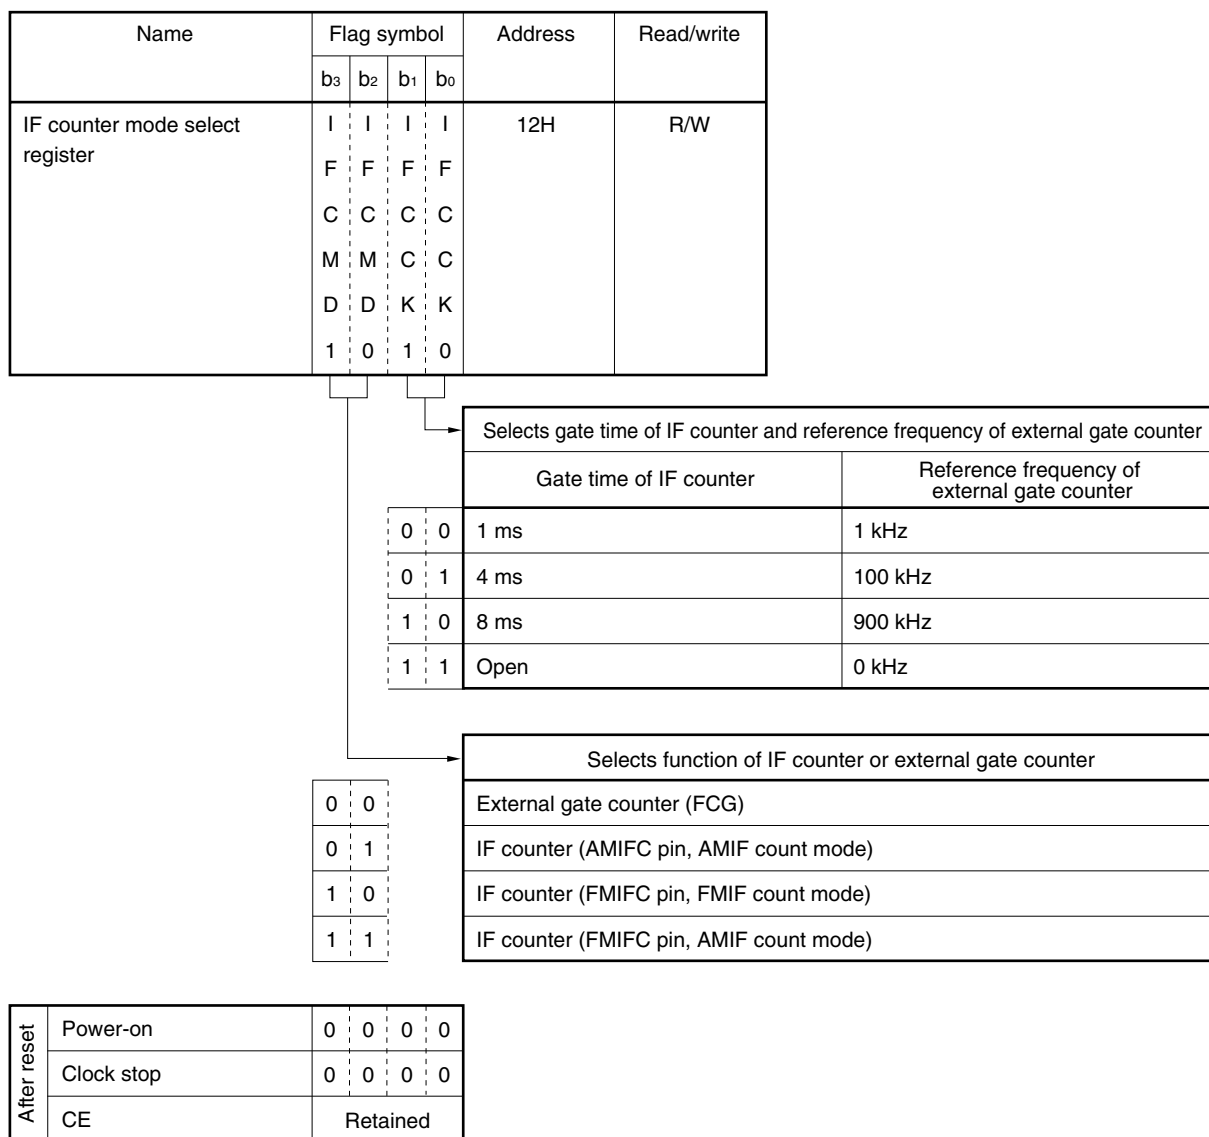 Name Flag symbol Address Read/write
b3 b2 b1 b0
IF counter mode select register I I I I 12H R/W
F F F F
C C C C
M M C C
D D K K
1 0 1 0
Selects gate time of IF counter and reference frequency of external gate counter
Gate time of IF counter Reference frequency of external gate counter
0 0 1 ms 1 kHz
0 1 4 ms 100 kHz
1 0 8 ms 900 kHz
1 1 Open 0 kHz
Selects function of IF counter or external gate counter
0 0 External gate counter (FCG)
0 1 IF counter (AMIFC pin, AMIF count mode)
1 0 IF counter (FMIFC pin, FMIF count mode)
1 1 IF counter (FMIFC pin, AMIF count mode)
After reset
Power-on 0 0 0 0
Clock stop 0 0 0 0
CE Retained